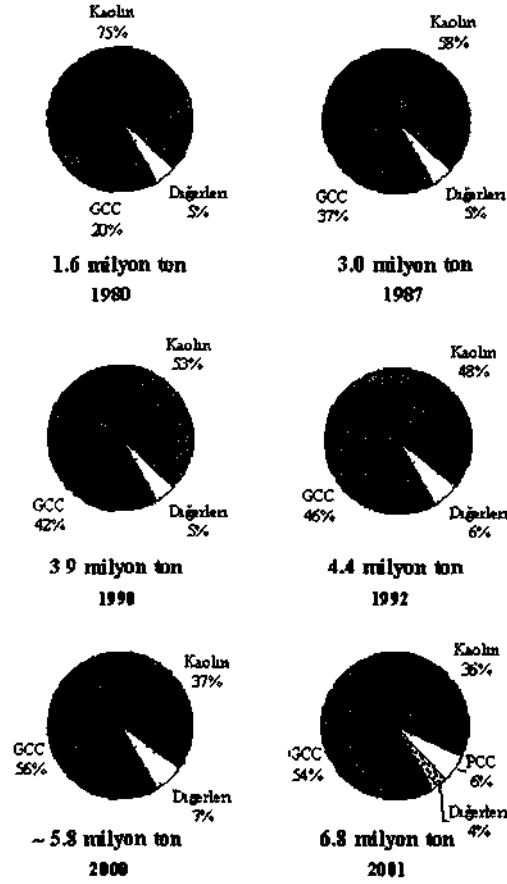 Kaolin
75%
GCC
20%
Diğerleri
5%
1.6 milyon ton
1980
Kaolin
58%
GCC
37%
Diğerleri
5%
3.0 milyon ton
1987
Kaolin
53%
GCC
42%
Diğerleri
5%
3 9 milyon ton
1990
Kaolin
48%
GCC
46%
Diğerleri
6%
4.4 milyon ton
1992
Kaolin
37%
GCC
56%
Diğerleri
7%
~ 5.8 milyon ton
2000
Kaolin
36%
GCC
54%
PCC
6%
Diğerleri
4%
6.8 milyon ton
2001